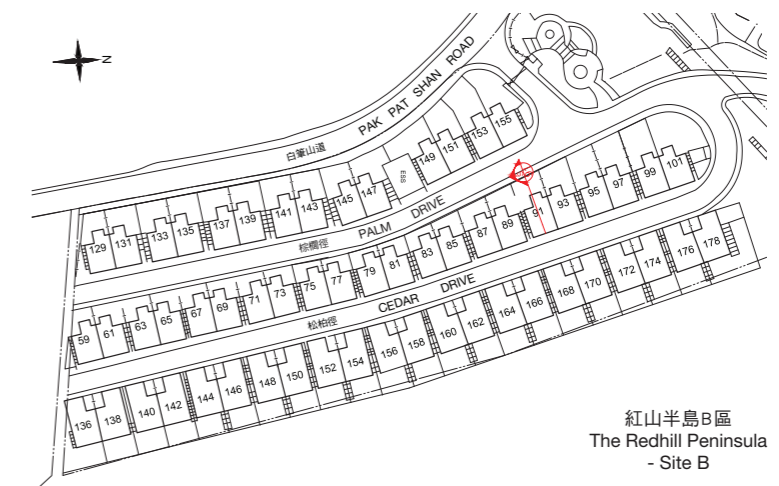 N
白筆山道
PAK PAT SHAN ROAD
129 131 133 135 137 139 141 143 145 147 ESS 149 151 153 155
棕櫚徑
PALM DRIVE
59 61 63 65 67 69 71 73 75 77 79 81 83 85 87 89 91 93 95 97 99 101
松柏徑
CEDAR DRIVE
136 138 140 142 144 146 148 150 152 154 156 158 160 162 164 166 168 170 172 174 176 178
紅山半島B區
The Redhill Peninsula
- Site B